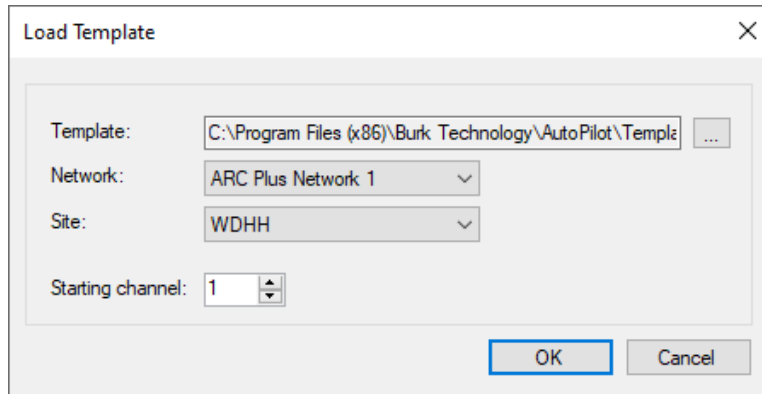 Load Template
Template: C:\Program Files (x86)\Burk Technology\AutoPilot\Templa ...
Network: ARC Plus Network 1
Site: WDHH
Starting channel: 1
OK Cancel